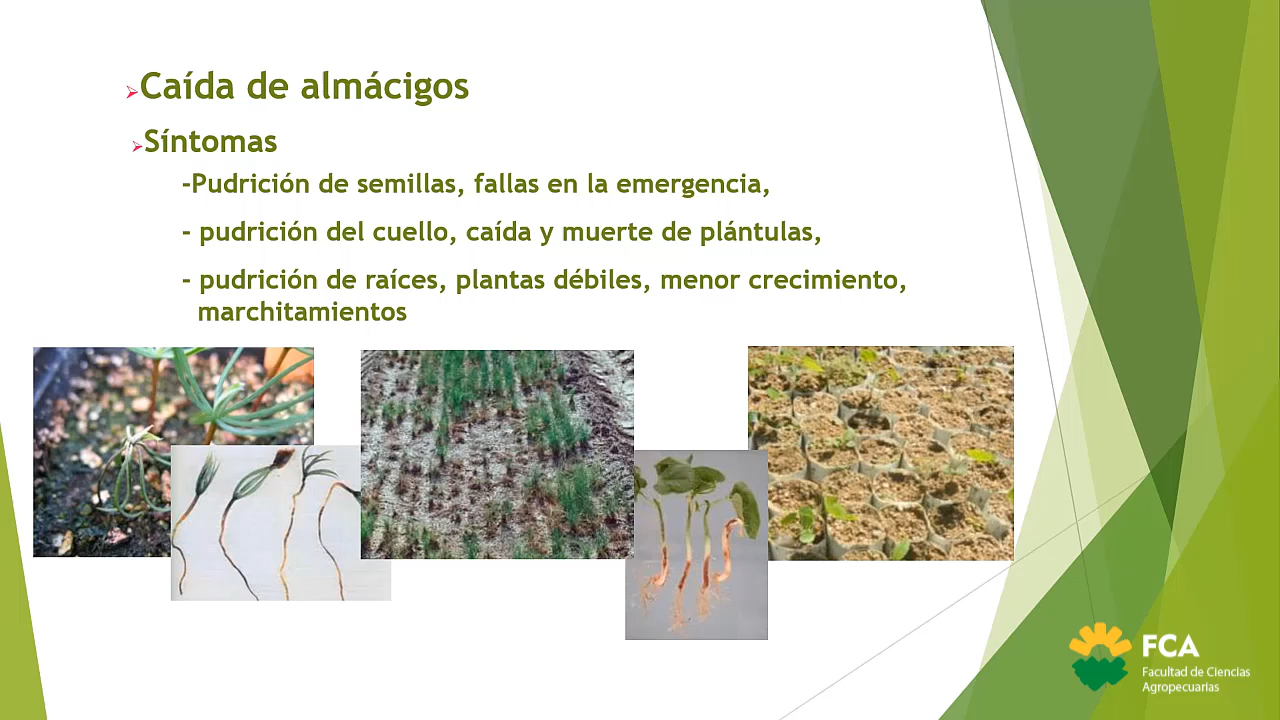 Caída de almácigos
Síntomas
-Pudrición de semillas, fallas en la emergencia,
- pudrición del cuello, caída y muerte de plántulas,
- pudrición de raíces, plantas débiles, menor crecimiento,
marchitamientos
FCA
Facultad de Ciencias
Agropecuarias